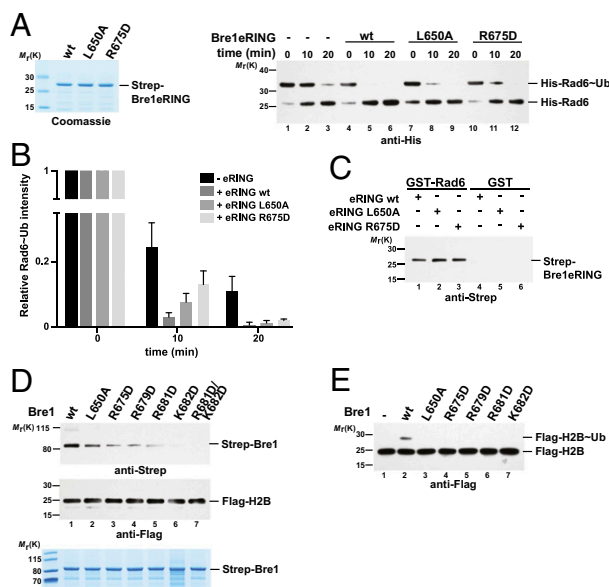 A
wt L650A R675D
Mr(K)
30
25
15
Strep-Bre1eRING
Coomassie
Bre1eRING - wt L650A R675D
time (min) 0 10 20 0 10 20 0 10 20 0 10 20
Mr(K)
40
30
25
His-Rad6~Ub
His-Rad6
1 2 3 4 5 6 7 8 9 10 11 12
anti-His
B
Relative Rad6~Ub intensity
1
0.2
0
- eRING
+ eRING wt
+ eRING L650A
+ eRING R675D
0 10 20
time (min)
C
GST-Rad6 GST
eRING wt + - - + - -
eRING L650A - + - - + -
eRING R675D - - + - - +
Mr(K)
30
25
15
Strep-Bre1eRING
1 2 3 4 5 6
anti-Strep
D
Bre1 wt L650A R675D R679D R681D K682D R681D/K682D
Mr(K)
115
80
Strep-Bre1
anti-Strep
40
30
25
15
Flag-H2B
1 2 3 4 5 6 7
anti-Flag
Mr(K)
115
80
70
Strep-Bre1
E
Bre1 - wt L650A R675D R679D R681D K682D
Mr(K)
30
25
15
Flag-H2B~Ub
Flag-H2B
1 2 3 4 5 6 7
anti-Flag